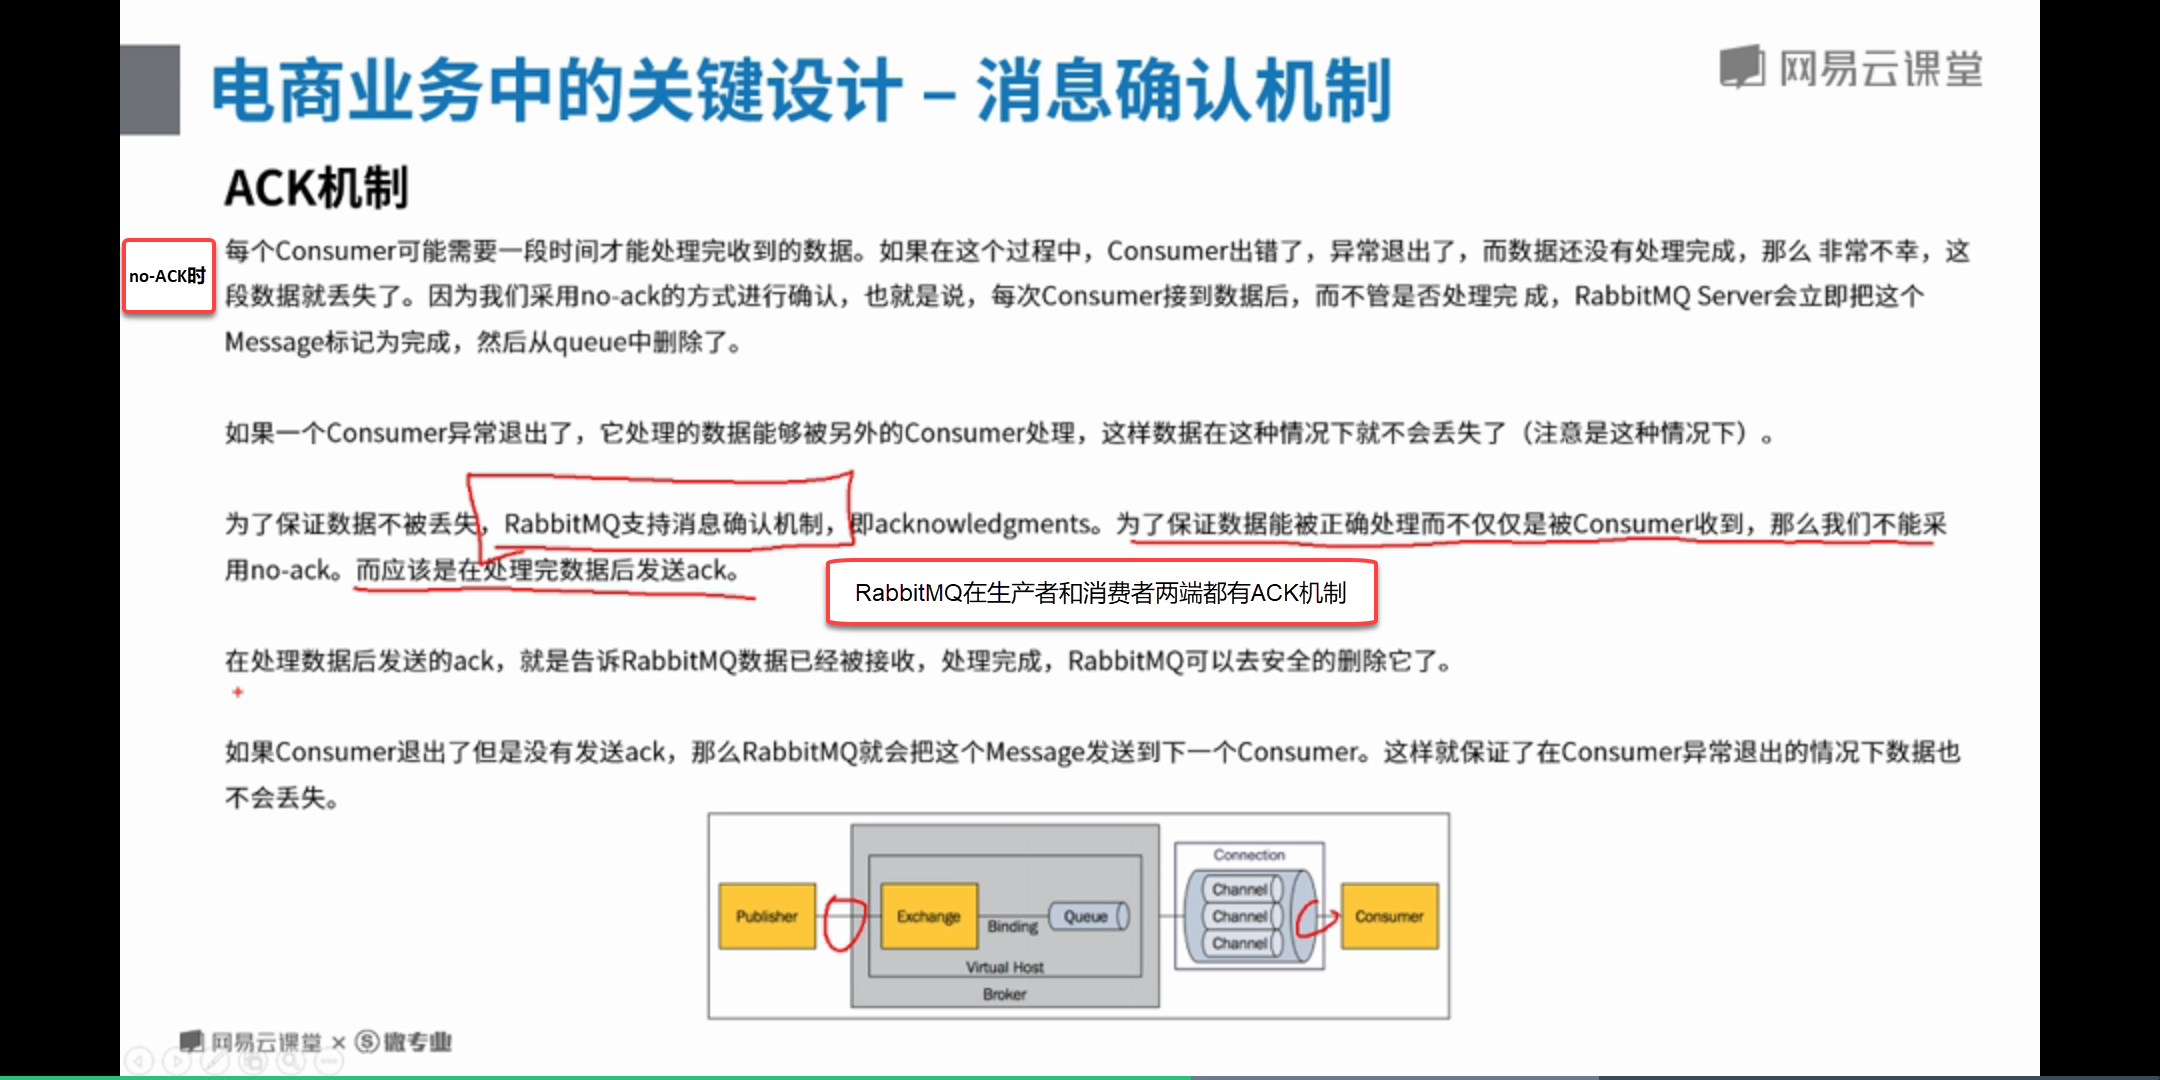 电商业务中的关键设计 – 消息确认机制
网易云课堂
ACK机制
no-ACK时
每个Consumer可能需要一段时间才能处理完收到的数据。如果在这个过程中，Consumer出错了，异常退出了，而数据还没有处理完成，那么 非常不幸，这
段数据就丢失了。因为我们采用no-ack的方式进行确认，也就是说，每次Consumer接到数据后，而不管是否处理完 成，RabbitMQ Server会立即把这个
Message标记为完成，然后从queue中删除了。
如果一个Consumer异常退出了，它处理的数据能够被另外的Consumer处理，这样数据在这种情况下就不会丢失了（注意是这种情况下）。
为了保证数据不被丢失，RabbitMQ支持消息确认机制，即acknowledgments。为了保证数据能被正确处理而不仅仅是被Consumer收到，那么我们不能采
用no-ack。而应该是在处理完数据后发送ack。
RabbitMQ在生产者和消费者两端都有ACK机制
在处理数据后发送的ack，就是告诉RabbitMQ数据已经被接收，处理完成，RabbitMQ可以去安全的删除它了。
如果Consumer退出了但是没有发送ack，那么RabbitMQ就会把这个Message发送到下一个Consumer。这样就保证了在Consumer异常退出的情况下数据也
不会丢失。
Publisher
Exchange
Binding
Queue
Virtual Host
Broker
Connection
Channel
Channel
Channel
Consumer
网易云课堂 × 微专业